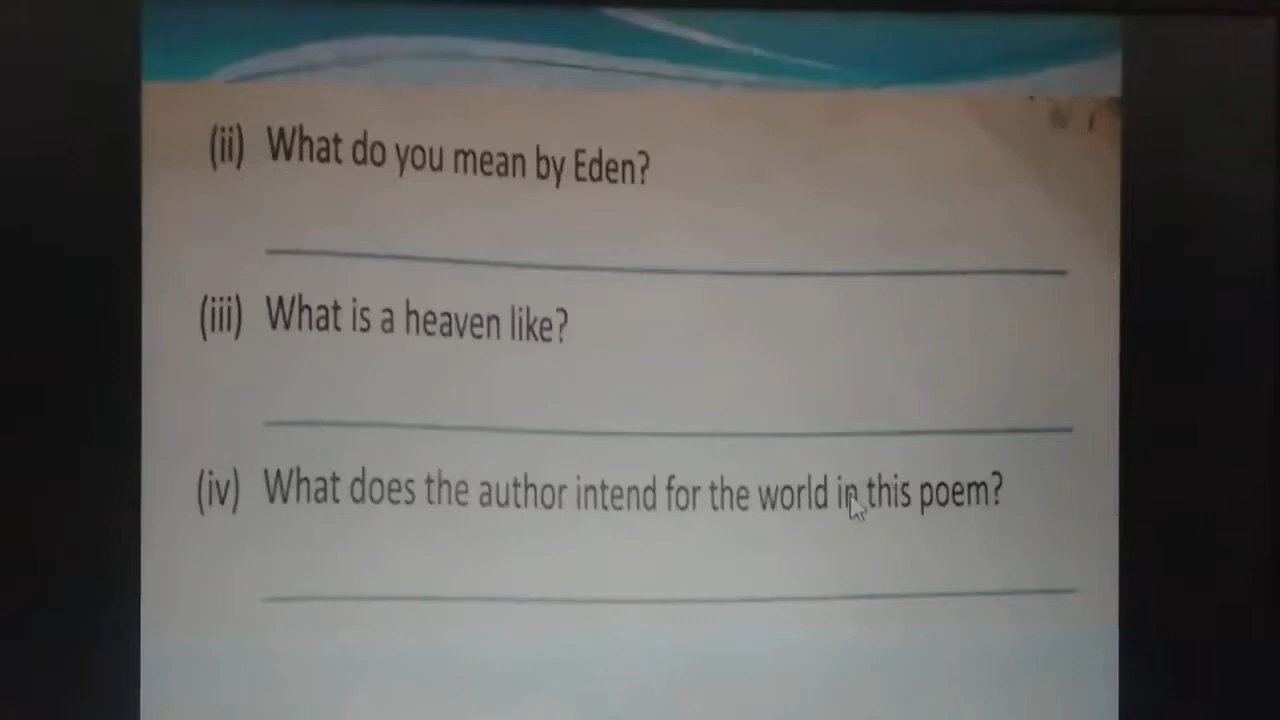 (ii) What do you mean by Eden?
(iii) What is a heaven like?
(iv) What does the author intend for the world in this poem?